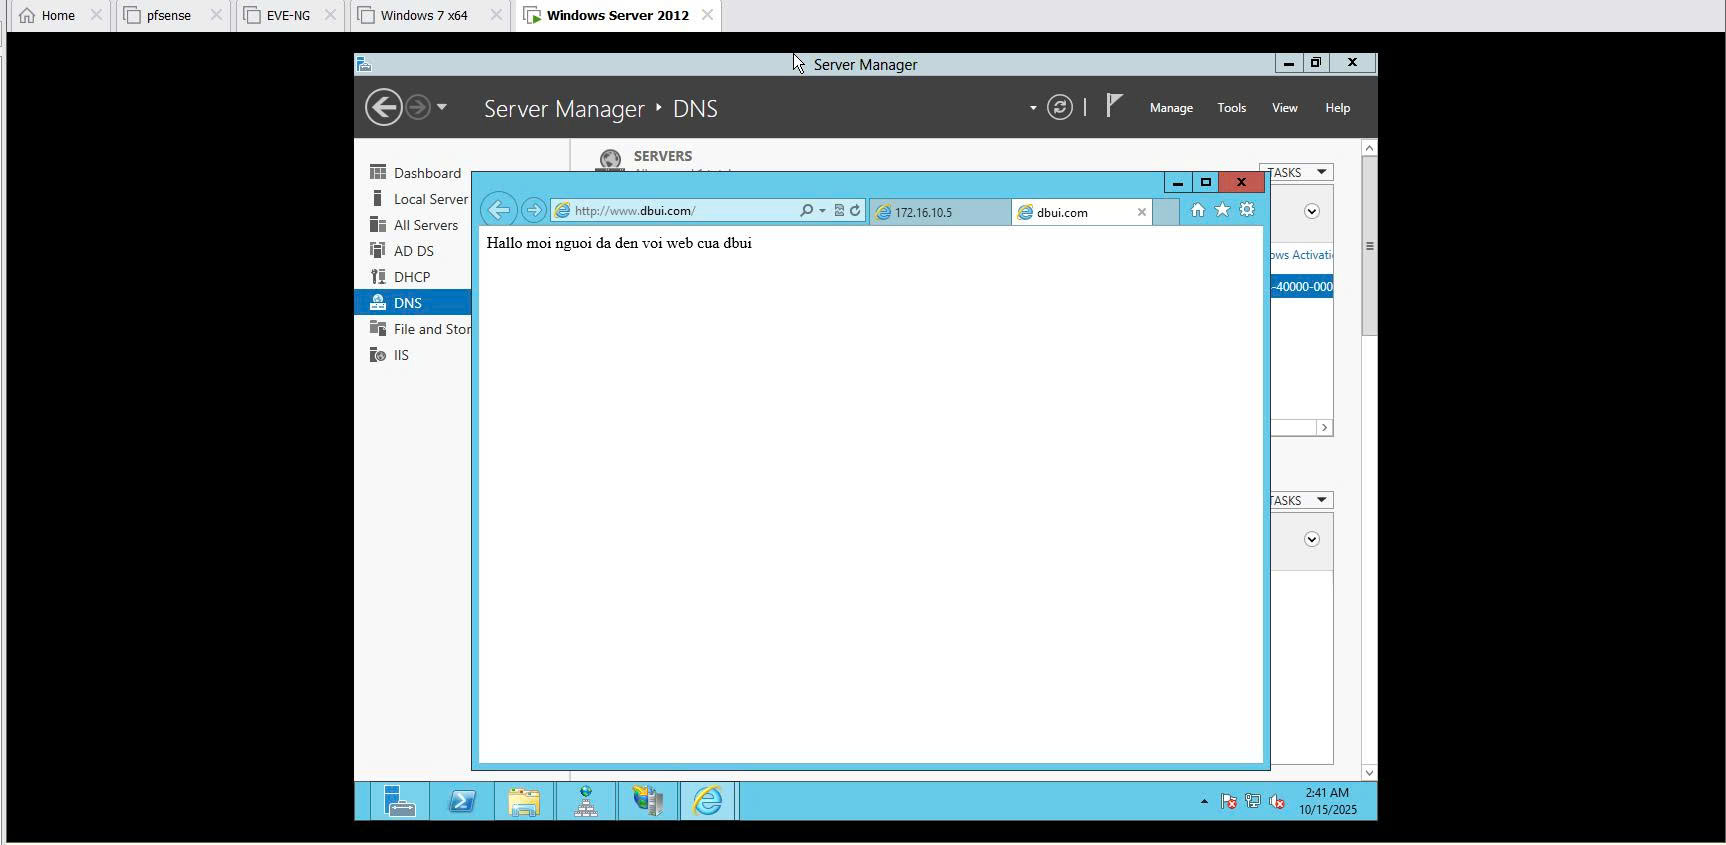 Home
pfsense
EVE-NG
Windows 7 x64
Windows Server 2012
Server Manager
Server Manager ‣ DNS
Manage
Tools
View
Help
SERVERS
TASKS
Dashboard
Local Server
All Servers
AD DS
DHCP
DNS
File and Stor
IIS
http://www.dbui.com/
172.16.10.5
dbui.com
Hallo moi nguoi da den voi web cua dbui
ows Activati
-40000-000
TASKS
2:41 AM
10/15/2025